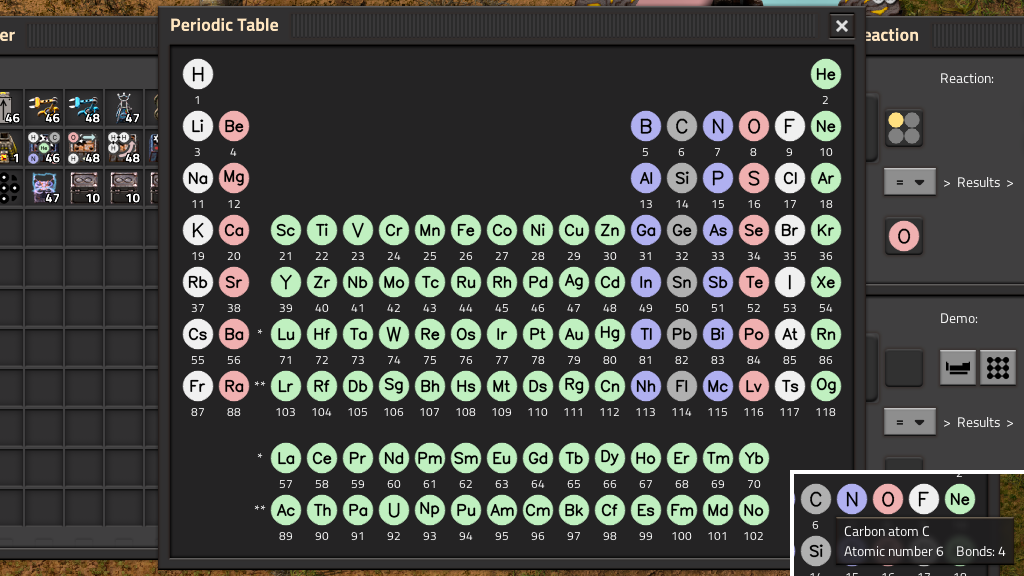 er
Periodic Table
eaction
H He
1 2
Li Be B C N O F Ne
3 4 5 6 7 8 9 10
Na Mg Al Si P S Cl Ar
11 12 13 14 15 16 17 18
K Ca Sc Ti V Cr Mn Fe Co Ni Cu Zn Ga Ge As Se Br Kr
19 20 21 22 23 24 25 26 27 28 29 30 31 32 33 34 35 36
Rb Sr Y Zr Nb Mo Tc Ru Rh Pd Ag Cd In Sn Sb Te I Xe
37 38 39 40 41 42 43 44 45 46 47 48 49 50 51 52 53 54
Cs Ba * Lu Hf Ta W Re Os Ir Pt Au Hg Tl Pb Bi Po At Rn
55 56 71 72 73 74 75 76 77 78 79 80 81 82 83 84 85 86
Fr Ra ** Lr Rf Db Sg Bh Hs Mt Ds Rg Cn Nh Fl Mc Lv Ts Og
87 88 103 104 105 106 107 108 109 110 111 112 113 114 115 116 117 118
* La Ce Pr Nd Pm Sm Eu Gd Tb Dy Ho Er Tm Yb
57 58 59 60 61 62 63 64 65 66 67 68 69 70
** Ac Th Pa U Np Pu Am Cm Bk Cf Es Fm Md No
89 90 91 92 93 94 95 96 97 98 99 100 101 102
46 46 48 47
1 46 48 48
47 10 10
Reaction:
= > Results >
O
Demo:
= > Results >
C N O F Ne
6
Si
Carbon atom C
Atomic number 6 Bonds: 4